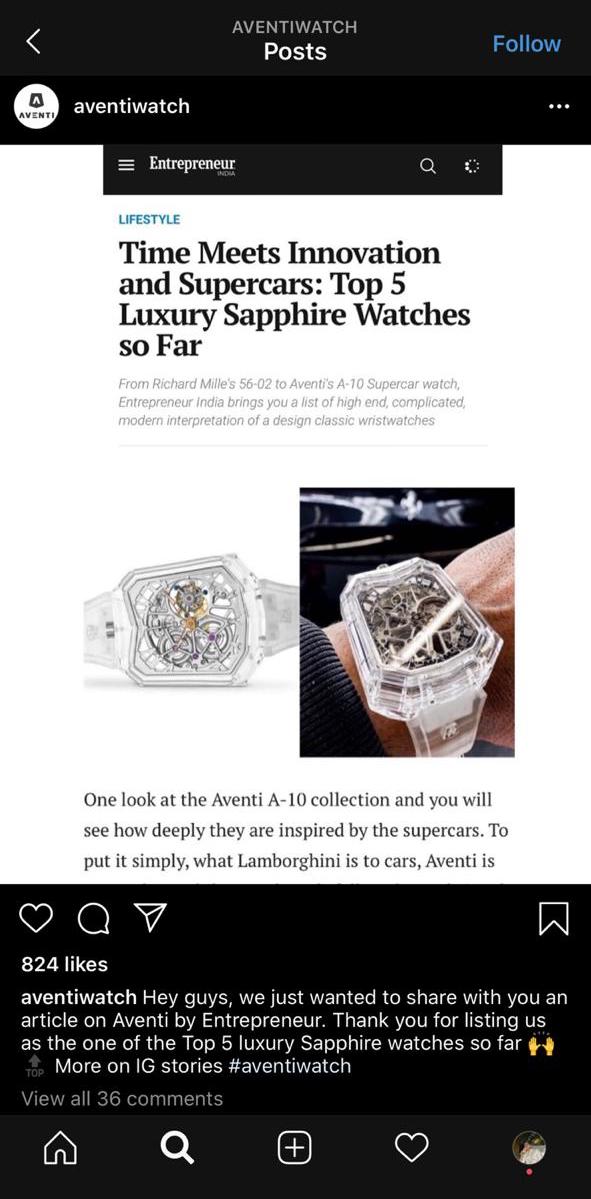 AVENTIWATCH
Posts
Follow
AVENTI
aventiwatch
Entrepreneur
INDIA
LIFESTYLE
Time Meets Innovation
and Supercars: Top 5
Luxury Sapphire Watches
so Far
From Richard Mille's 56-02 to Aventi's A-10 Supercar watch,
Entrepreneur India brings you a list of high end, complicated,
modern interpretation of a design classic wristwatches
One look at the Aventi A-10 collection and you will
see how deeply they are inspired by the supercars. To
put it simply, what Lamborghini is to cars, Aventi is
824 likes
aventiwatch Hey guys, we just wanted to share with you an
article on Aventi by Entrepreneur. Thank you for listing us
as the one of the Top 5 luxury Sapphire watches so far 🙌
🔝 More on IG stories #aventiwatch
View all 36 comments